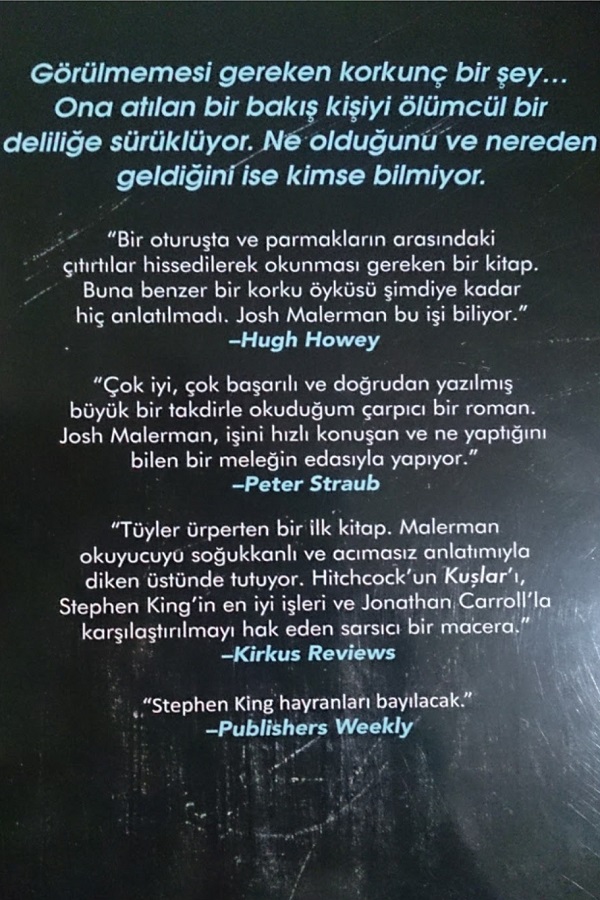 Görülmemesi gereken korkunç bir şey...
Ona atılan bir bakış kişiyi ölümcül bir
deliliğe sürüklüyor. Ne olduğunu ve nereden
geldiğini ise kimse bilmiyor.
“Bir oturuşta ve parmakların arasındaki
çıtırtılar hissedilerek okunması gereken bir kitap.
Buna benzer bir korku öyküsü şimdiye kadar
hiç anlatılmadı. Josh Malerman bu işi biliyor.”
–Hugh Howey
“Çok iyi, çok başarılı ve doğrudan yazılmış
büyük bir takdirle okuduğum çarpıcı bir roman.
Josh Malerman, işini hızlı konuşan ve ne yaptığını
bilen bir meleğin edasıyla yapıyor.”
–Peter Straub
“Tüyler ürperten bir ilk kitap. Malerman
okuyucuyu soğukkanlı ve acımasız anlatımıyla
diken üstünde tutuyor. Hitchcock’un Kuşlar’ı,
Stephen King’in en iyi işleri ve Jonathan Carroll’la
karşılaştırılmayı hak eden sarsıcı bir macera.”
–Kirkus Reviews
“Stephen King hayranları bayılacak.”
–Publishers Weekly